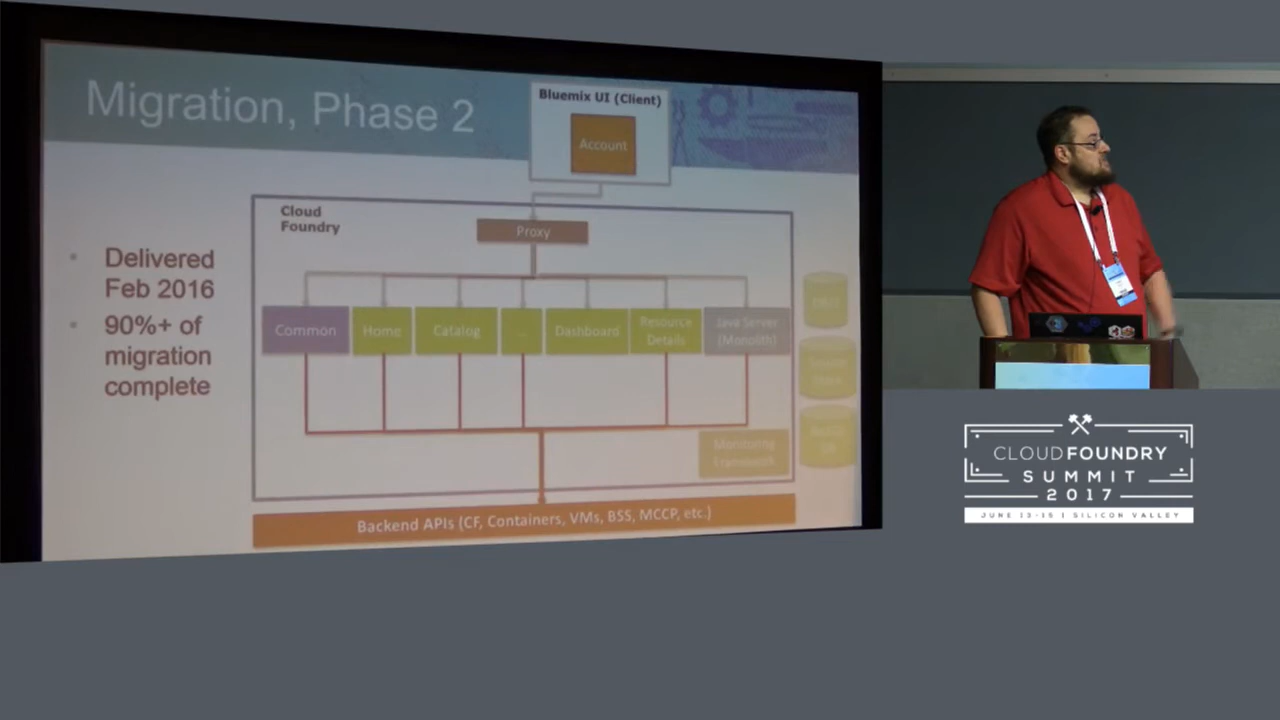 Migration, Phase 2
Bluemix UI (Client)
Account
Cloud
Foundry
Proxy
• Delivered
Feb 2016
• 90%+ of
migration
complete
Common
Home
Catalog
...
Dashboard
Resource
Details
Java Server
(Monolith)
Monitoring
Framework
Backend APIs (CF, Containers, VMs, BSS, MCCP, etc.)
CLOUD FOUNDRY
SUMMIT
2017
JUNE 13-15 | SILICON VALLEY